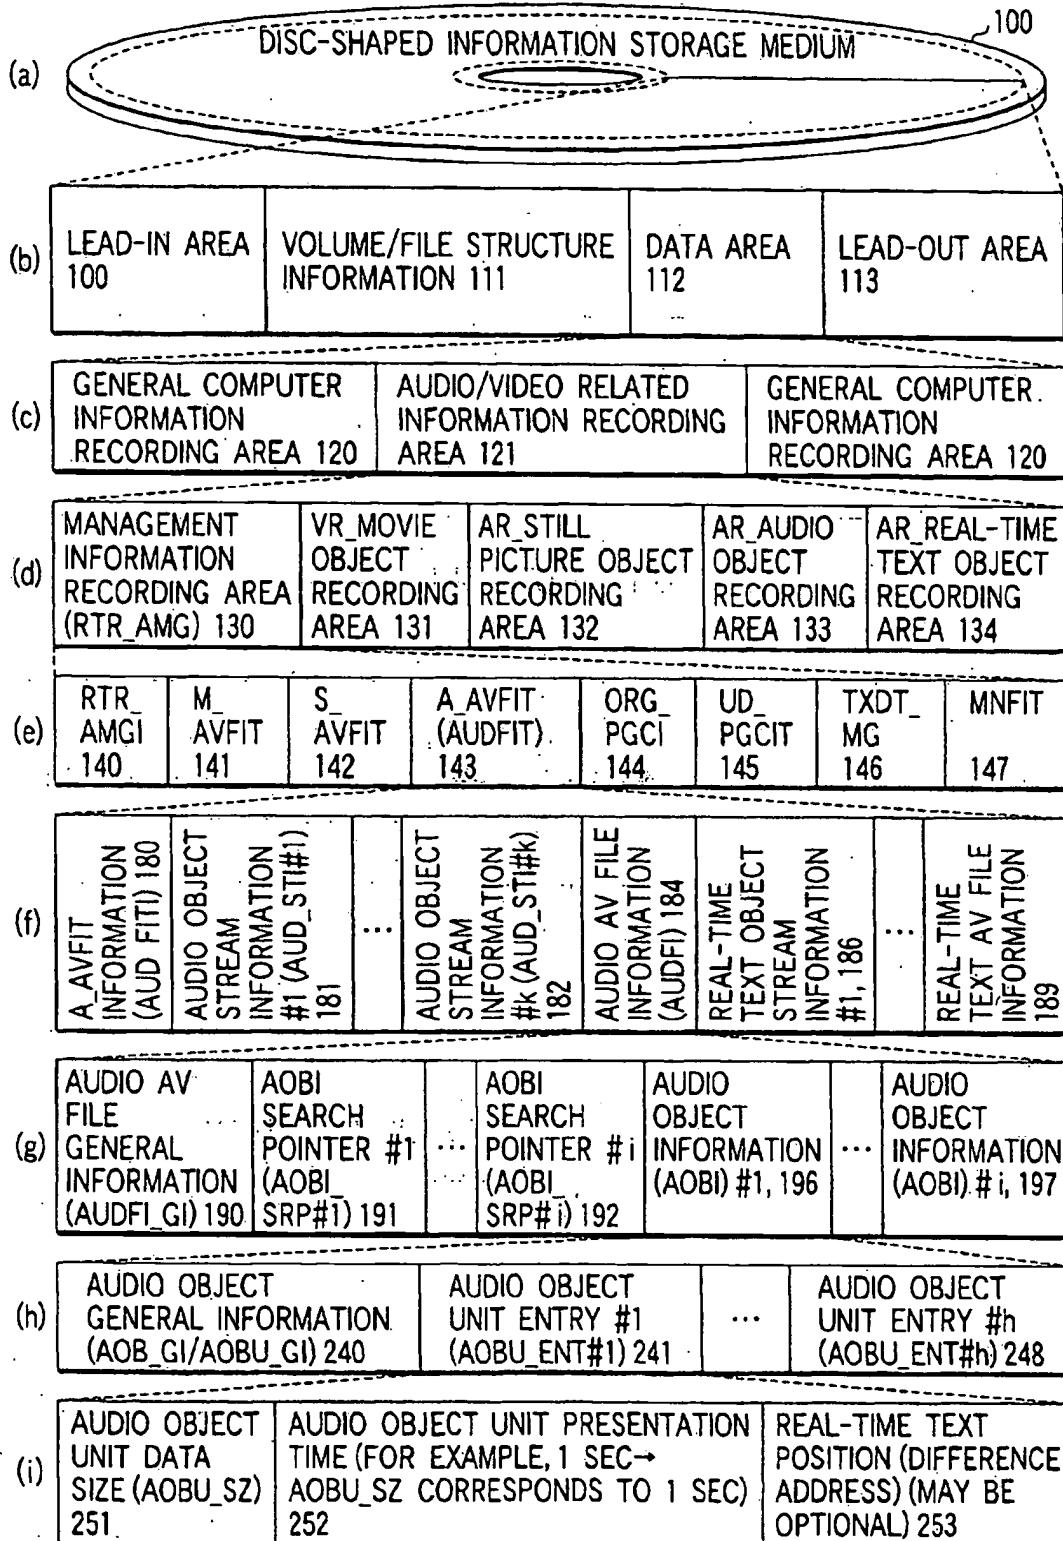 100
DISC-SHAPED INFORMATION STORAGE MEDIUM
(a)
(b)
LEAD-IN AREA
100
VOLUME/FILE STRUCTURE
INFORMATION 111
DATA AREA
112
LEAD-OUT AREA
113
(c)
GENERAL COMPUTER
INFORMATION
RECORDING AREA 120
AUDIO/VIDEO RELATED
INFORMATION RECORDING
AREA 121
GENERAL COMPUTER
INFORMATION
RECORDING AREA 120
(d)
MANAGEMENT
INFORMATION
RECORDING AREA
(RTR_AMG) 130
VR_MOVIE
OBJECT
RECORDING
AREA 131
AR_STILL
PICTURE OBJECT
RECORDING
AREA 132
AR_AUDIO
OBJECT
RECORDING
AREA 133
AR_REAL-TIME
TEXT OBJECT
RECORDING
AREA 134
(e)
RTR_
AMGI
140
M_
AVFIT
141
S_
AVFIT
142
A_AVFIT
(AUDFIT)
143
ORG_
PGCI
144
UD_
PGCIT
145
TXDT_
MG
146
MNFIT
147
(f)
A_AVFIT
INFORMATION
(AUD FITI) 180
AUDIO OBJECT
STREAM
INFORMATION
#1 (AUD_STI#1)
181
...
AUDIO OBJECT
STREAM
INFORMATION
#k (AUD_STI#k)
182
AUDIO AV FILE
INFORMATION
(AUDFI) 184
REAL-TIME
TEXT OBJECT
STREAM
INFORMATION
#1, 186
...
REAL-TIME
TEXT AV FILE
INFORMATION
189
(g)
AUDIO AV
FILE
GENERAL
INFORMATION
(AUDFI_GI) 190
AOBI
SEARCH
POINTER #1
(AOBI_
SRP#1) 191
...
AOBI
SEARCH
POINTER #i
(AOBI_
SRP#i) 192
AUDIO
OBJECT
INFORMATION
(AOBI) #1, 196
...
AUDIO
OBJECT
INFORMATION
(AOBI) #i, 197
(h)
AUDIO OBJECT
GENERAL INFORMATION
(AOB_GI/AOBU_GI) 240
AUDIO OBJECT
UNIT ENTRY #1
(AOBU_ENT#1) 241
...
AUDIO OBJECT
UNIT ENTRY #h
(AOBU_ENT#h) 248
(i)
AUDIO OBJECT
UNIT DATA
SIZE (AOBU_SZ)
251
AUDIO OBJECT UNIT PRESENTATION
TIME (FOR EXAMPLE, 1 SEC→
AOBU_SZ CORRESPONDS TO 1 SEC)
252
REAL-TIME TEXT
POSITION (DIFFERENCE
ADDRESS) (MAY BE
OPTIONAL) 253